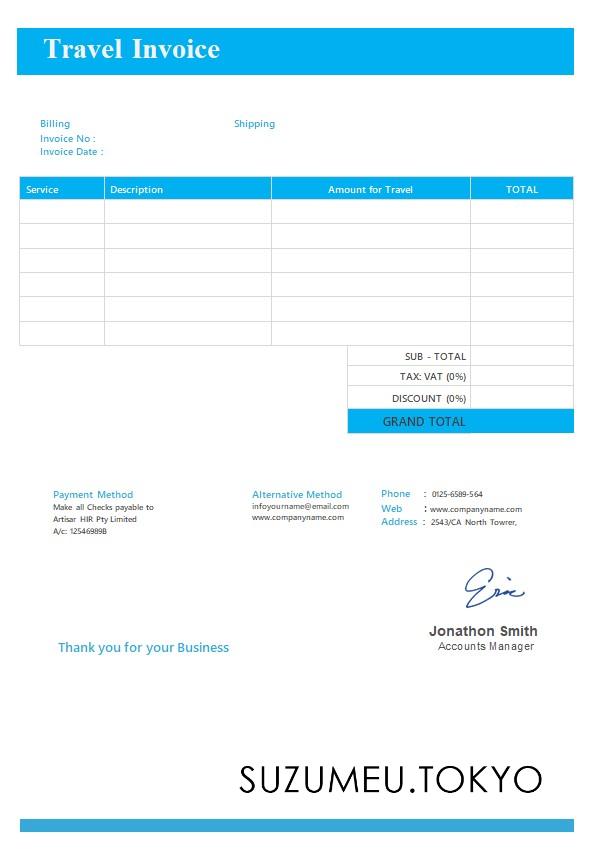 Travel Invoice
Billing
Shipping
Invoice No :
Invoice Date :
Service Description Amount for Travel TOTAL
SUB - TOTAL
TAX: VAT (0%)
DISCOUNT (0%)
GRAND TOTAL
Payment Method
Make all Checks payable to
Artisar HIR Pty Limited
A/c: 12546989B
Alternative Method
infoyourname@email.com
www.companyname.com
Phone : 0125-6589-564
Web : www.companyname.com
Address : 2543/CA North Towrer,
Eric
Jonathon Smith
Accounts Manager
Thank you for your Business
SUZUMEU.TOKYO